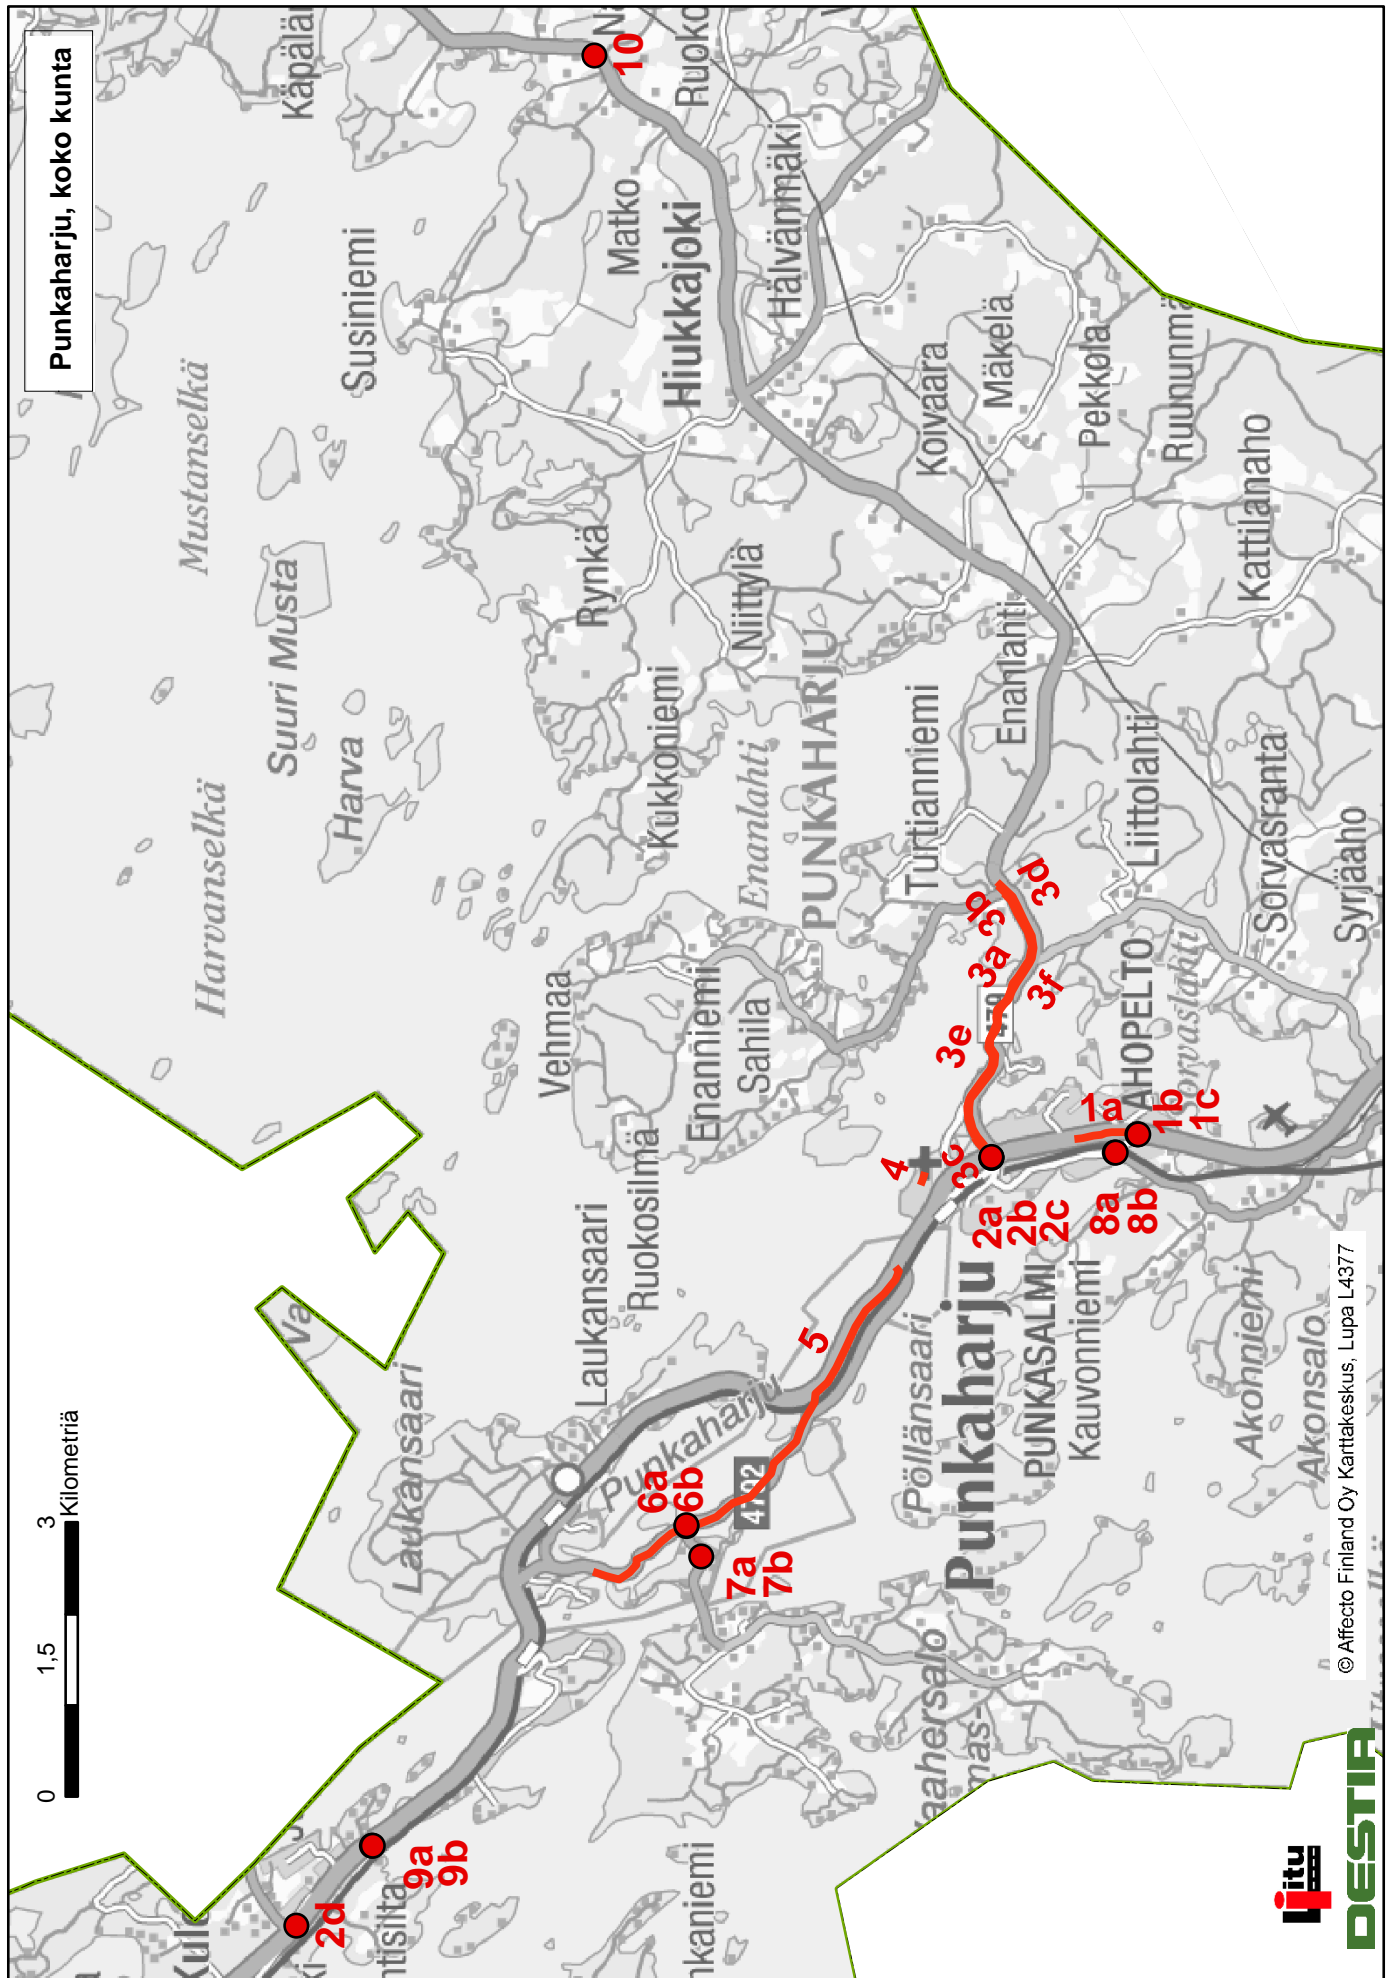 Punkaharju, koko kunta
10
Matko
Hiukkajoki
Hälvänmäki
Susiniemi
Mustanselkä
Suuri Musta
Harva
Harvanselkä
Koivaara
Mäkelä
Pekkola
Kattilanaho
Rynkä
Niittylä
Kukkoniemi
Enanlahti
PUNKAHARJU
Turtianniemi
Enanlahti
Liittolahti
Sorvasranta
Syrjäaho
Vehmaa
Enanniemi
Sahila
3b
3d
3a
3f
3e
479
AHOPELTO
1a
1b
1c
4
3c
2a
2b
2c
8a
8b
Laukansaari
Ruokosilmä
Va
Laukansaari
Punkaharju
5
6a
6b
4792
7a
7b
Pöllänsaari
Punkaharju
PUNKASALMI
Kauvonniemi
Akonniemi
Akonsalo
9a
9b
2d
0
1,5
3
Kilometriä
© Affecto Finland Oy Karttakeskus, Lupa L4377
Liitu
DESTIA